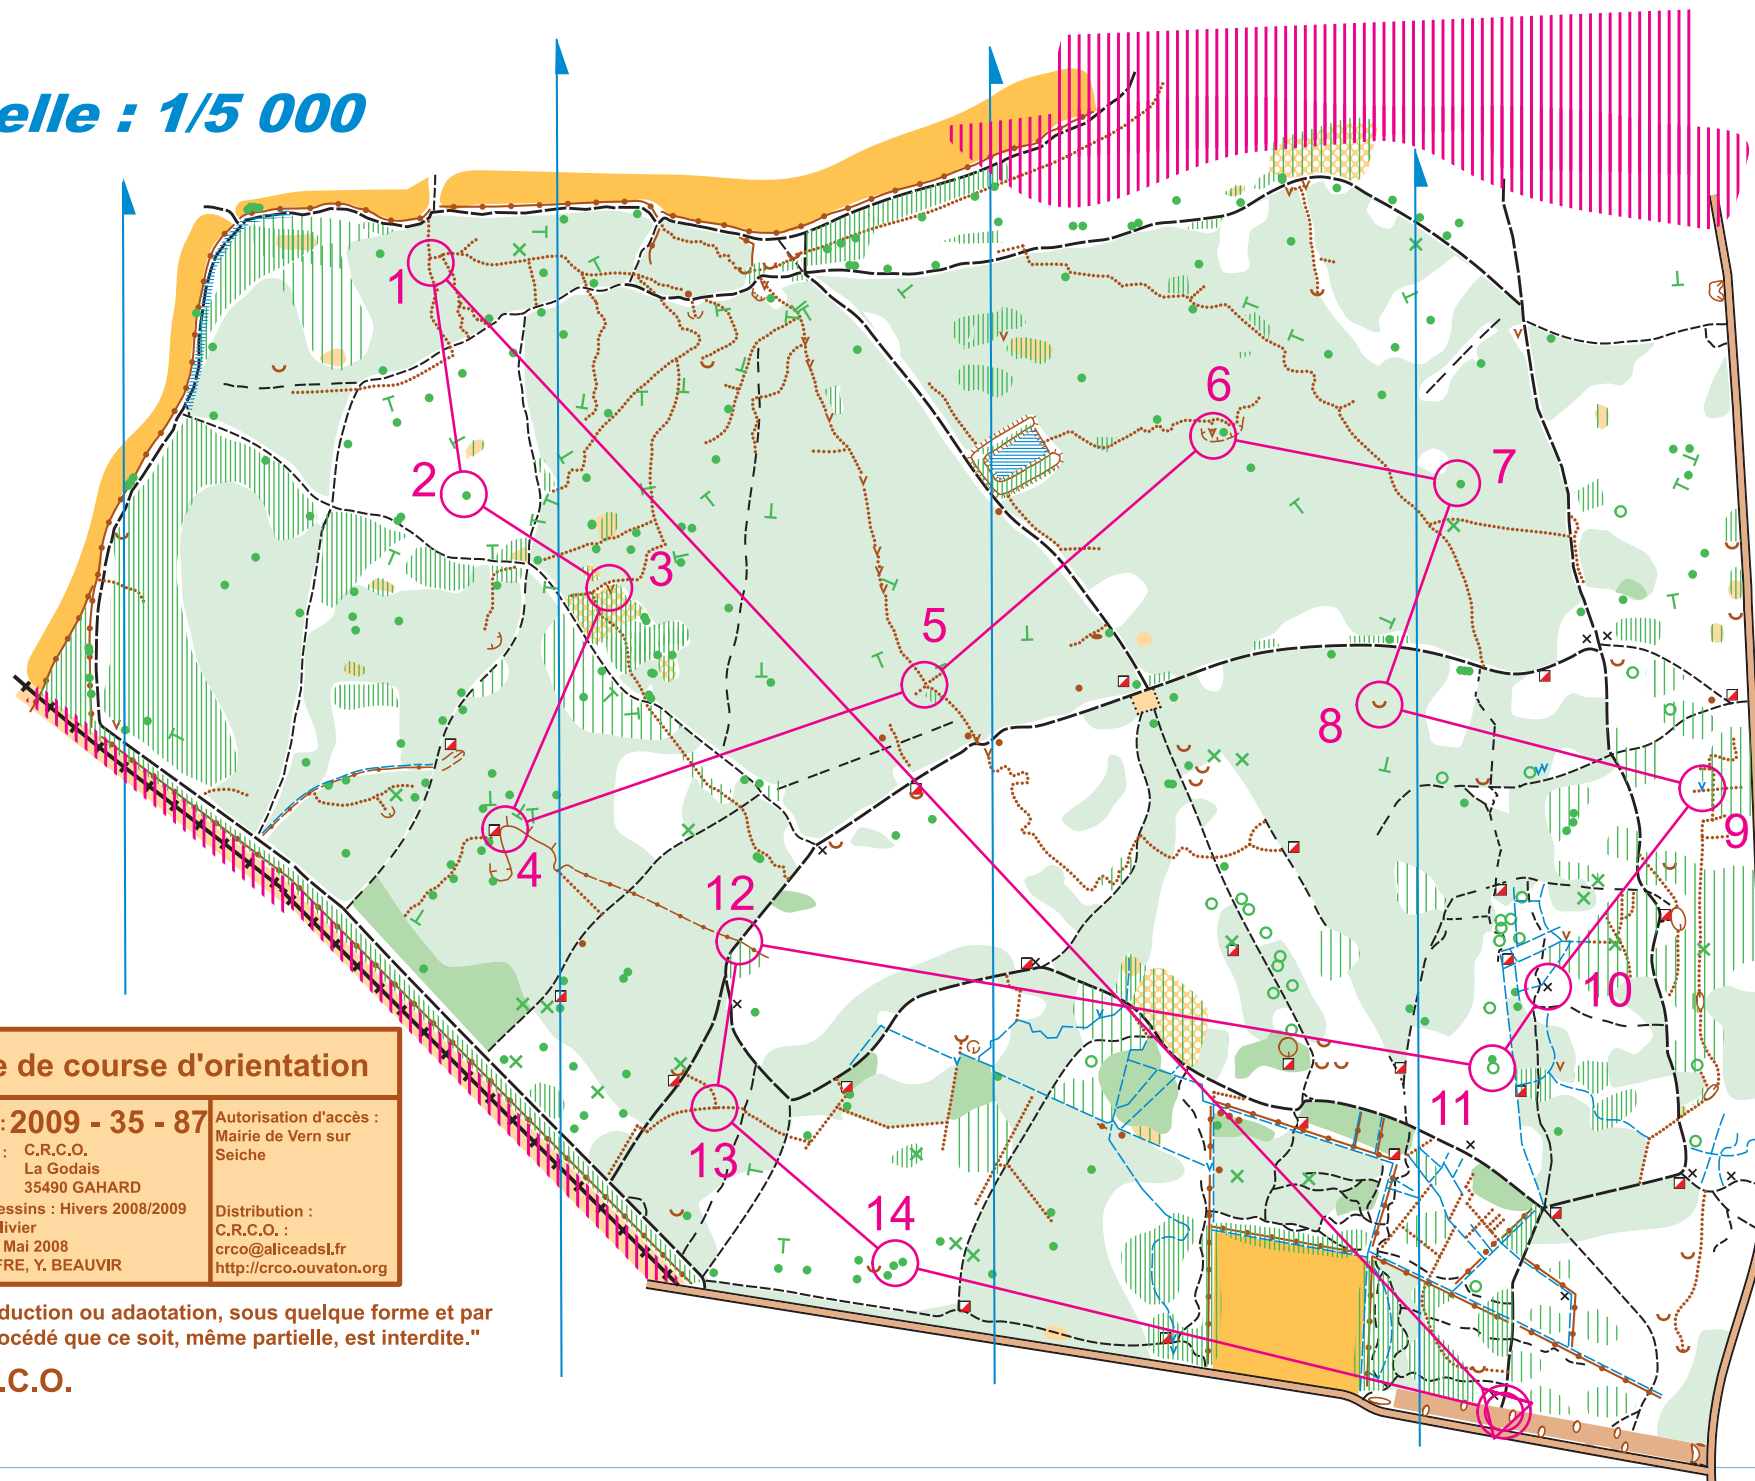 elle : 1/5 000
1
2
3
4
5
6
7
8
9
10
11
12
13
14
e de course d'orientation
: 2009 - 35 - 87
: C.R.C.O.
La Godais
35490 GAHARD
essins : Hivers 2008/2009
livier
Mai 2008
FRE, Y. BEAUVIR
Autorisation d'accès :
Mairie de Vern sur
Seiche
Distribution :
C.R.C.O. :
crco@aliceadsl.fr
http://crco.ouvaton.org
duction ou adaotation, sous quelque forme et par
océdé que ce soit, même partielle, est interdite."
.C.O.